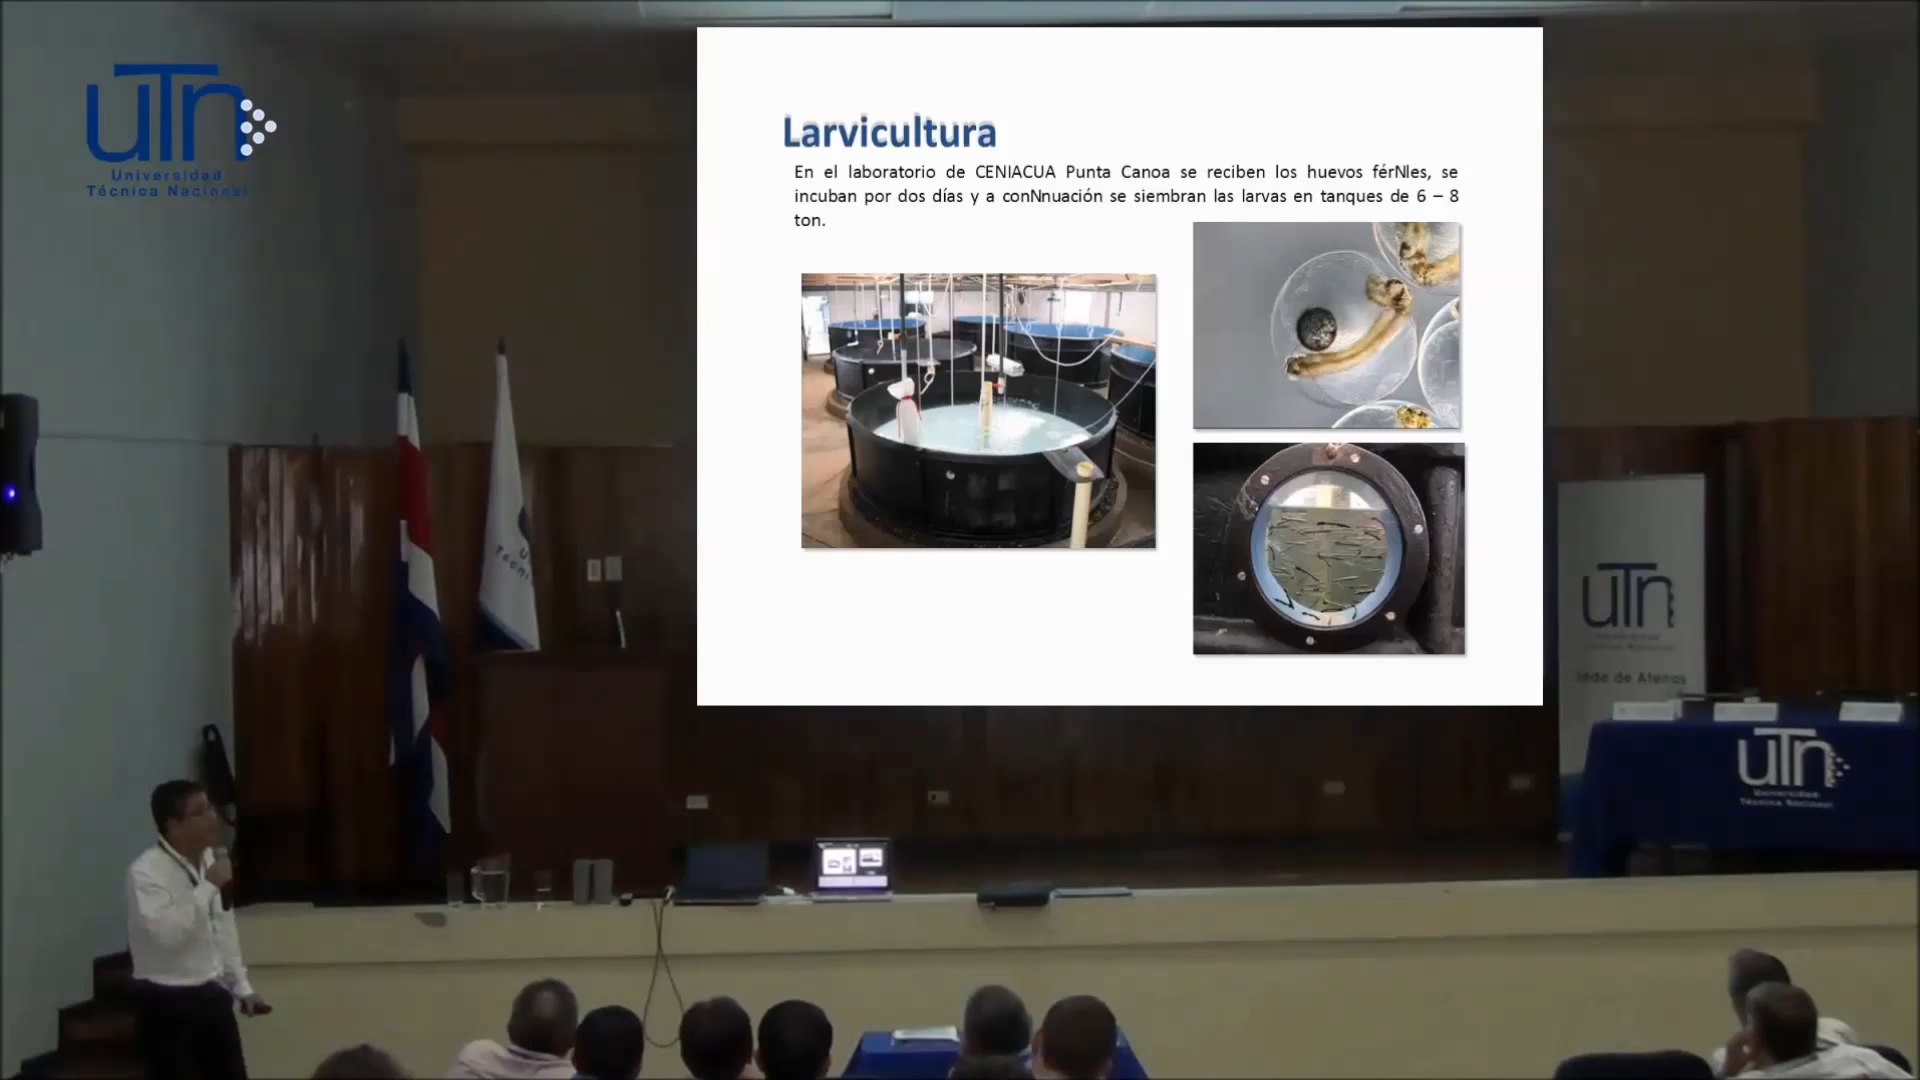 uTn
Universidad
Técnica Nacional
Larvicultura
En el laboratorio de CENIACUA Punta Canoa se reciben los huevos férNles, se
incuban por dos días y a conNnuación se siembran las larvas en tanques de 6 – 8
ton.
uTn
Sede de Atenas
uTn
Universidad
Técnica Nacional